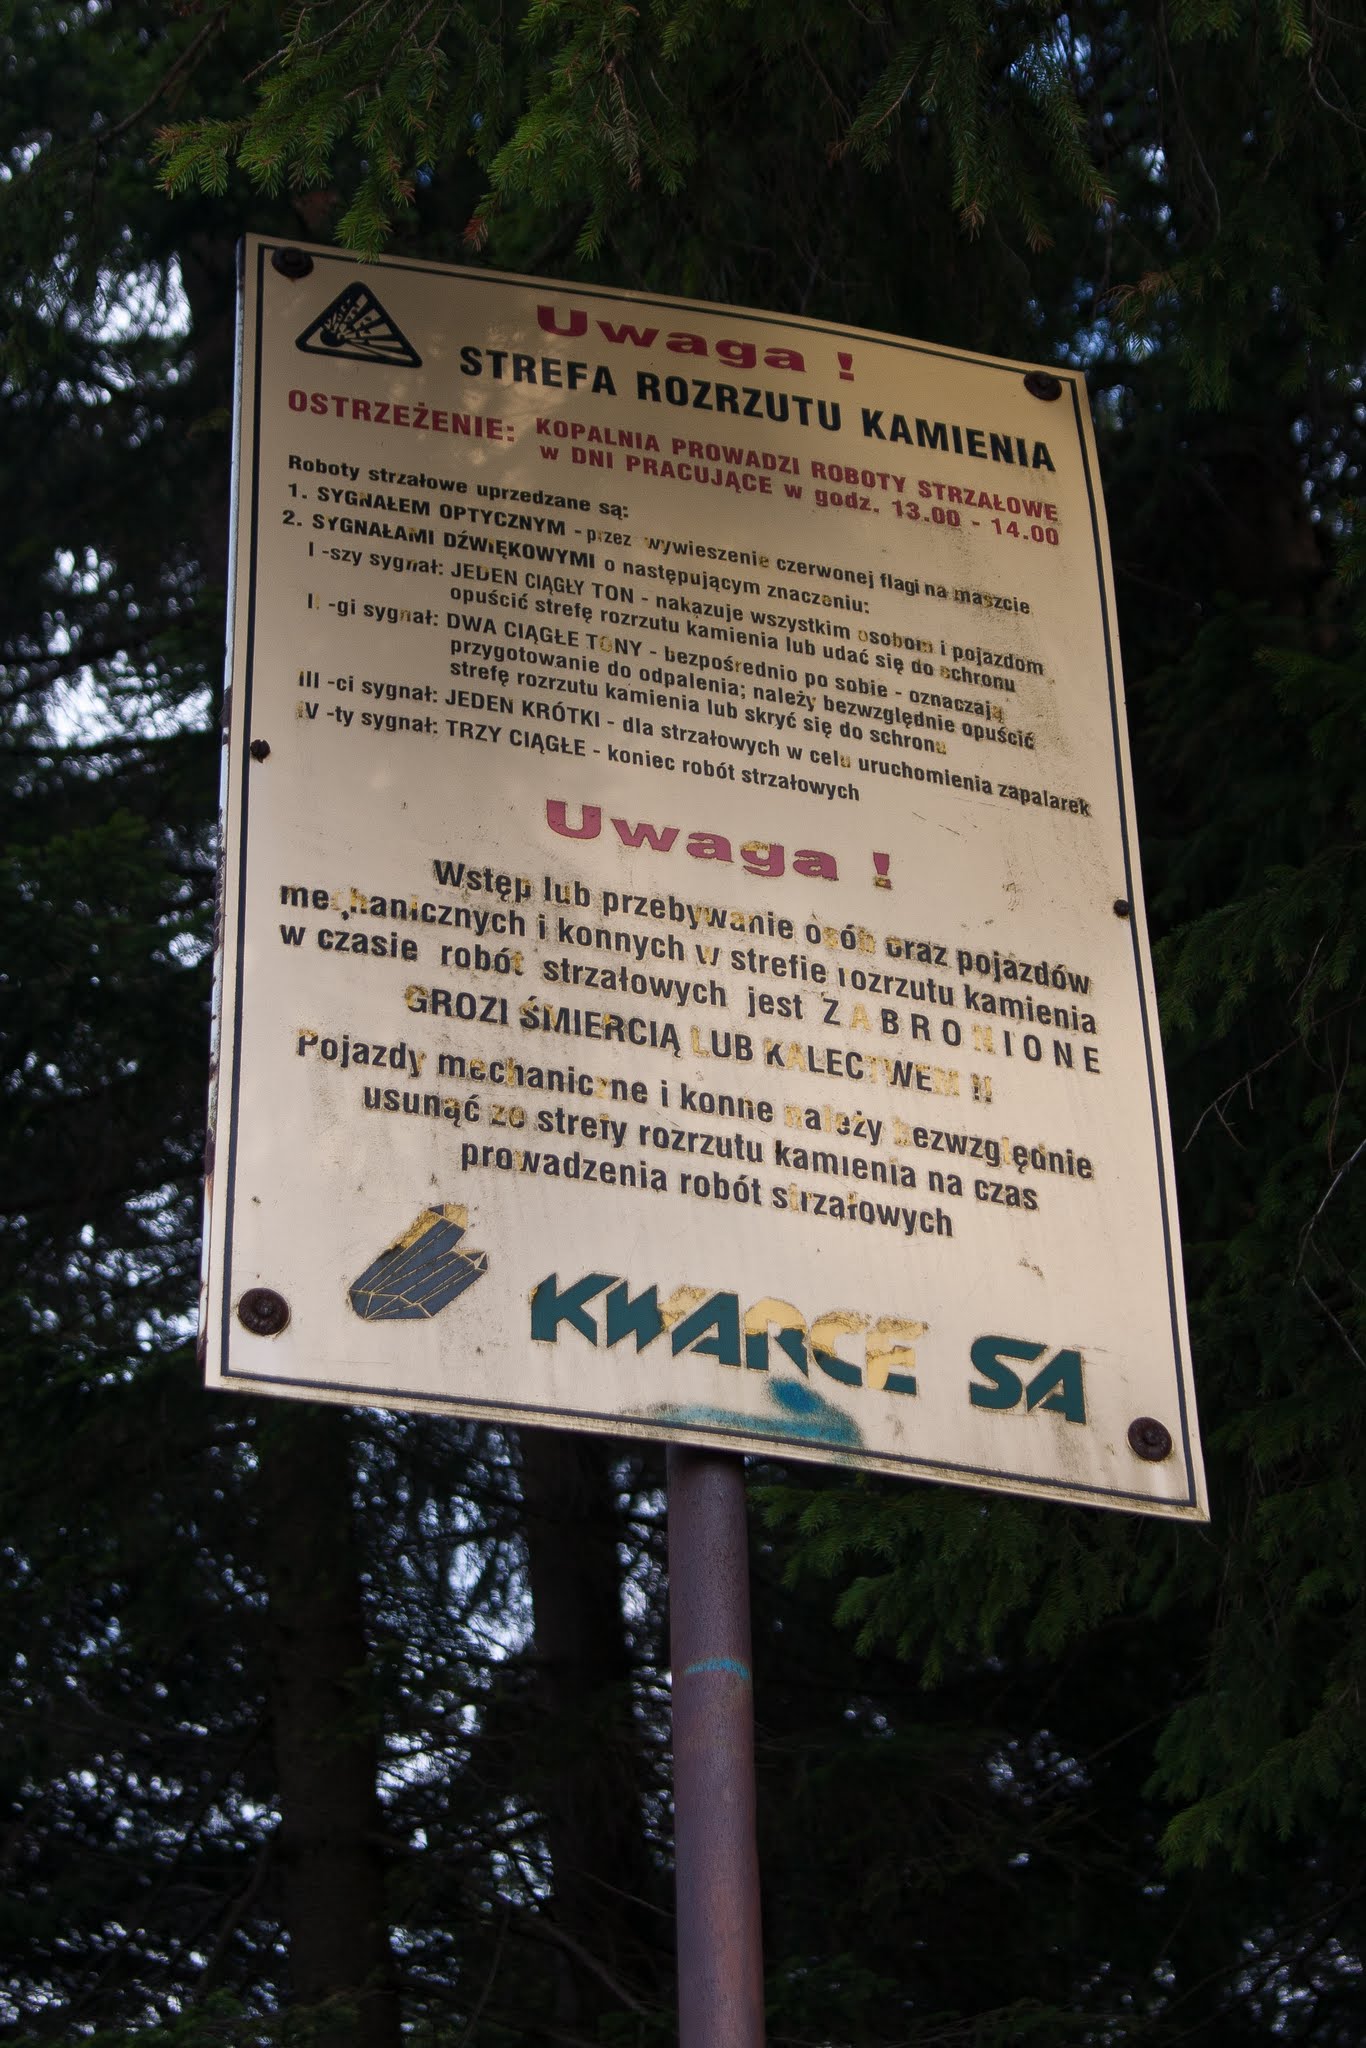 Uwaga !
STREFA ROZRZUTU KAMIENIA
OSTRZEŻENIE: KOPALNIA PROWADZI ROBOTY STRZAŁOWE
w DNI PRACUJĄCE w godz. 13.00 - 14.00
Roboty strzałowe uprzedzane są:
1. SYGNAŁEM OPTYCZNYM - przez wywieszenie czerwonej flagi na maszcie
2. SYGNAŁAMI DŹWIĘKOWYMI o następującym znaczeniu:
I -szy sygnał: JEDEN CIĄGŁY TON - nakazuje wszystkim osobom i pojazdom
opuścić strefę rozrzutu kamienia lub udać się do schronu
II -gi sygnał: DWA CIĄGŁE TONY - bezpośrednio po sobie - oznaczają
przygotowanie do odpalenia; należy bezwzględnie opuścić
strefę rozrzutu kamienia lub skryć się do schronu
III -ci sygnał: JEDEN KRÓTKI - dla strzałowych w celu uruchomienia zapalarek
IV -ty sygnał: TRZY CIĄGŁE - koniec robót strzałowych
Uwaga !
Wstęp lub przebywanie osób oraz pojazdów
mechanicznych i konnych w strefie rozrzutu kamienia
w czasie robót strzałowych jest ZABRONIONE
GROZI ŚMIERCIĄ LUB KALECTWEM !!
Pojazdy mechaniczne i konne należy bezwzględnie
usunąć ze strefy rozrzutu kamienia na czas
prowadzenia robót strzałowych
KWARCE SA